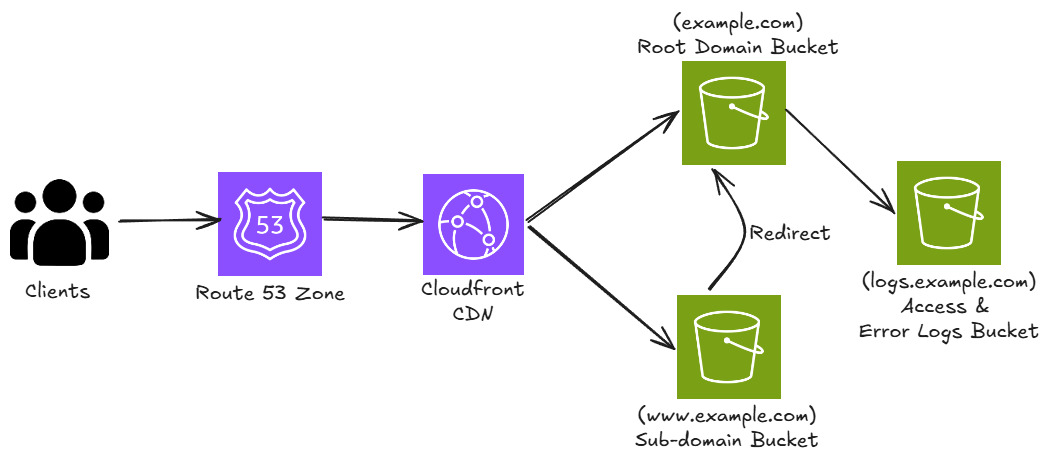 (example.com)
Root Domain Bucket
53
Clients
Route 53 Zone
Cloudfront
CDN
Redirect
(logs.example.com)
Access &
Error Logs Bucket
(www.example.com)
Sub-domain Bucket